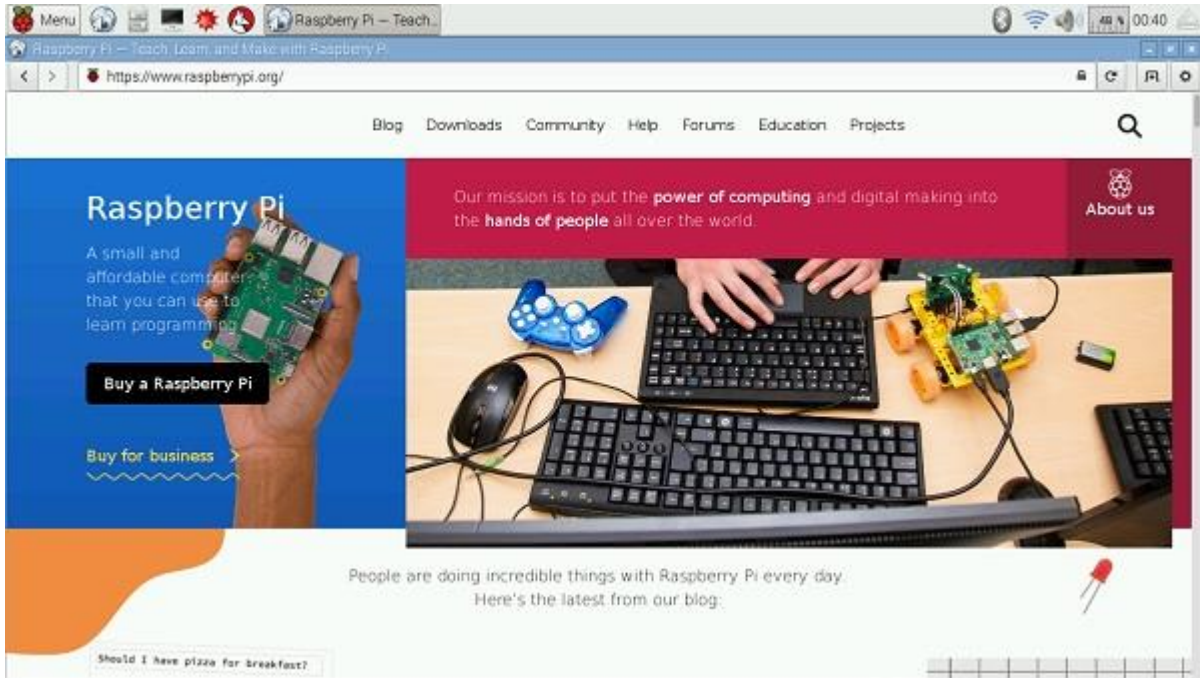 Menu
Raspberry Pi – Teach..
00:40
Raspberry Pi – Teach, Learn, and Make with Raspberry Pi
https://www.raspberrypi.org/
Blog Downloads Community Help Forums Education Projects
Raspberry Pi
A small and
affordable computer
that you can use to
learn programming
Buy a Raspberry Pi
Buy for business >
Our mission is to put the power of computing and digital making into
the hands of people all over the world.
About us
People are doing incredible things with Raspberry Pi every day.
Here's the latest from our blog:
Should I have pizza for breakfast?